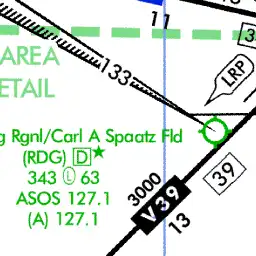 11
AREA
ETAIL
133
LRP
g Rgnl/Carl A Spaatz Fld
(RDG) D★
343 Ⓛ 63
ASOS 127.1
(A) 127.1
3000
V39
13
39